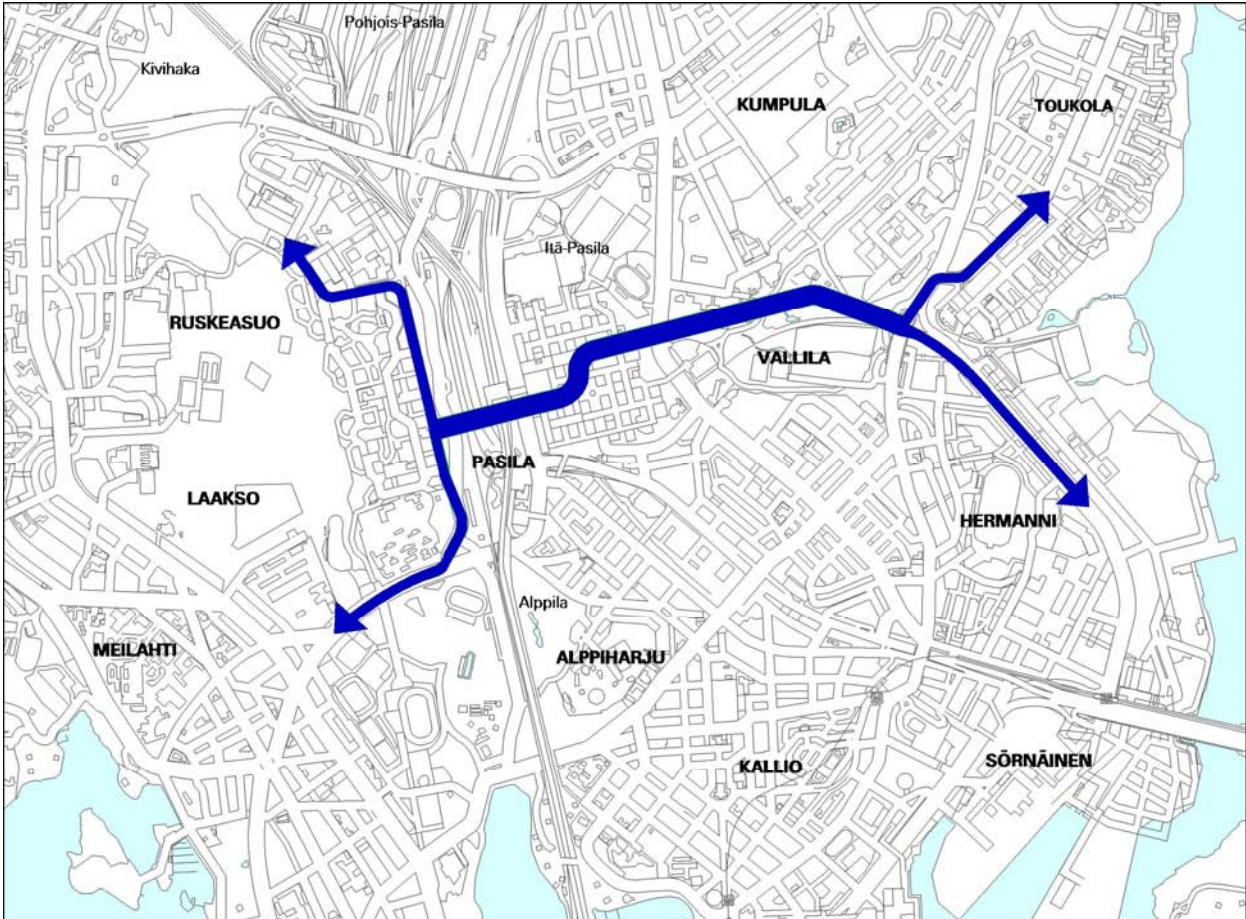 Pohjois-Pasila
Kivihaka
KUMPULA
TOUKOLA
Itä-Pasila
RUSKEASUO
VALLILA
PASILA
LAAKSO
HERMANNI
Alppila
MEILAHTI
ALPPIHARJU
KALLIO
SÖRNÄINEN